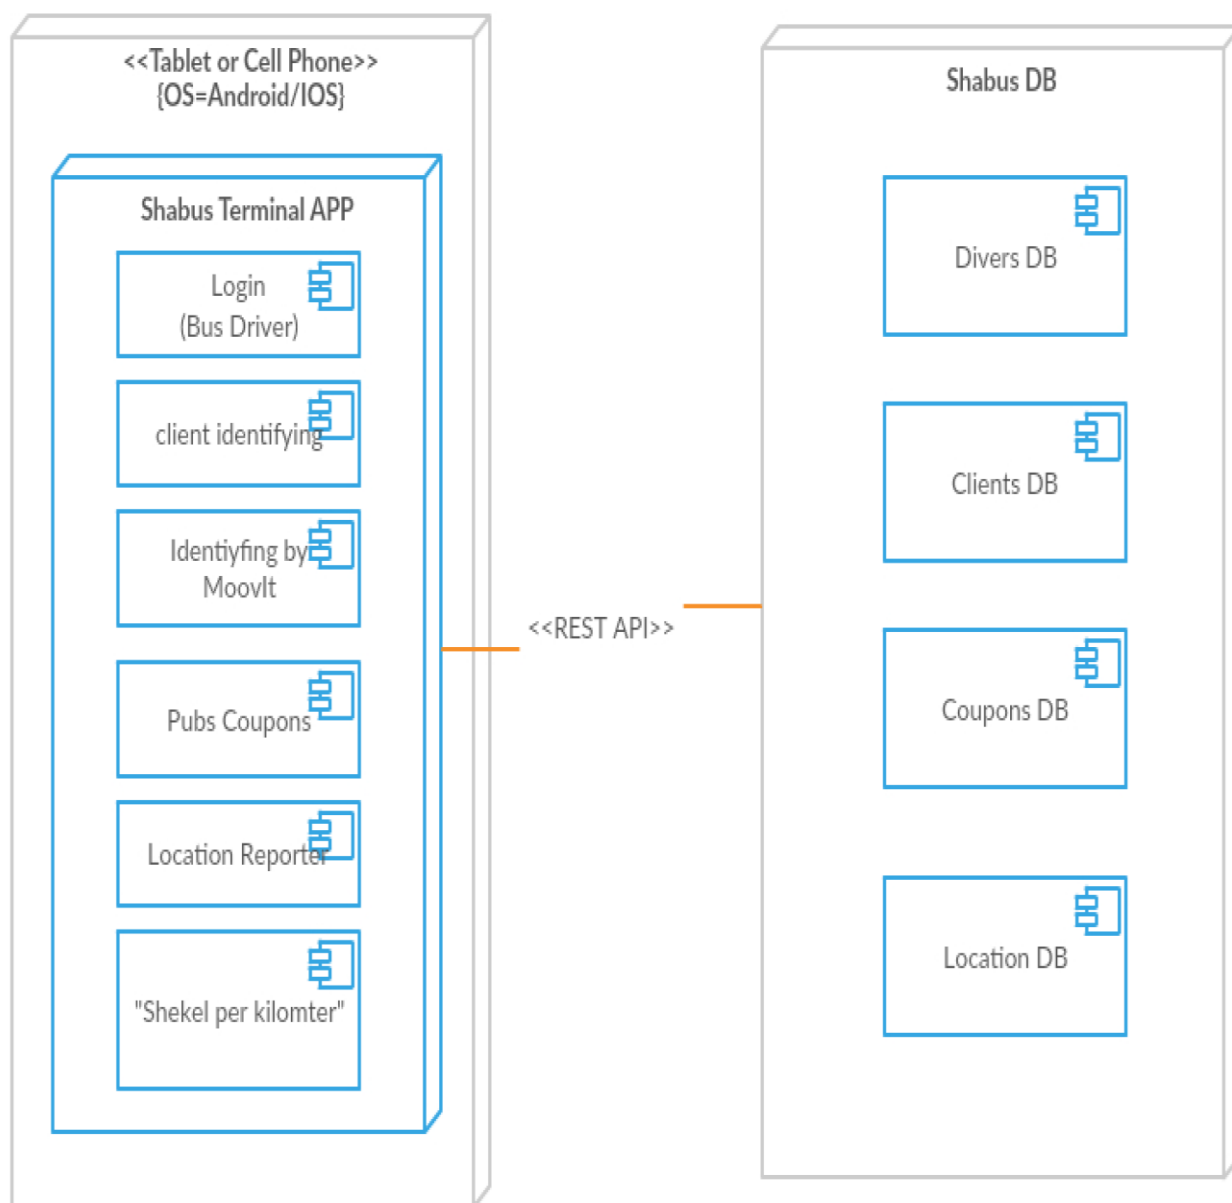 <<Tablet or Cell Phone>>
{OS=Android/IOS}
Shabus Terminal APP
Login
(Bus Driver)
client identifying
Identiyfing by
MoovIt
Pubs Coupons
Location Reporter
"Shekel per kilomter"
<<REST API>>
Shabus DB
Divers DB
Clients DB
Coupons DB
Location DB